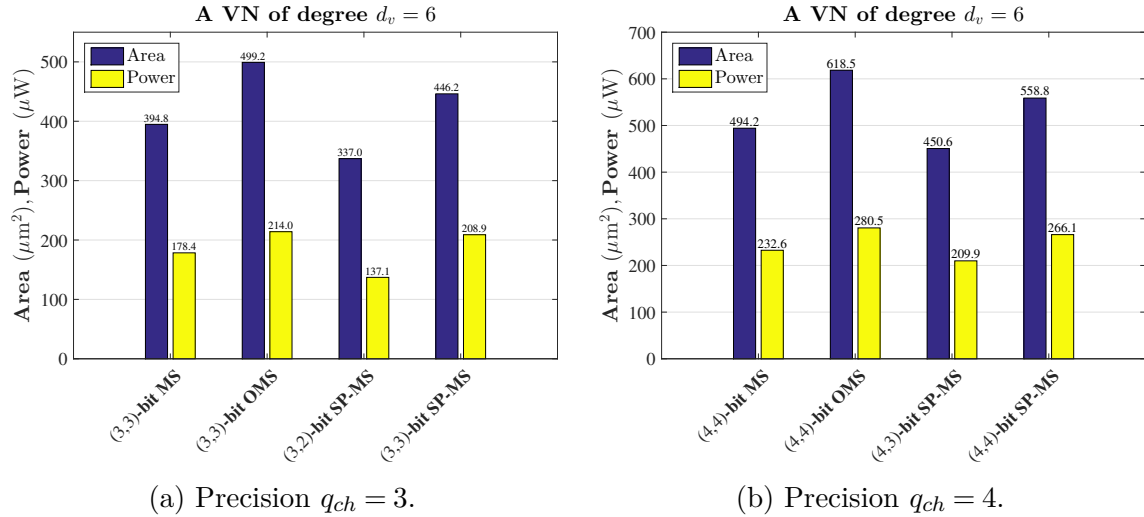 A VN of degree $d_v = 6$
Area (μm²), Power (μW)
500
400
300
200
100
0
Area
Power
394.8
178.4
499.2
214.0
337.0
137.1
446.2
208.9
(3,3)-bit MS
(3,3)-bit OMS
(3,2)-bit SP-MS
(3,3)-bit SP-MS
(a) Precision $q_{ch} = 3$.
A VN of degree $d_v = 6$
Area (μm²), Power (μW)
700
600
500
400
300
200
100
0
Area
Power
494.2
232.6
618.5
280.5
450.6
209.9
558.8
266.1
(4,4)-bit MS
(4,4)-bit OMS
(4,3)-bit SP-MS
(4,4)-bit SP-MS
(b) Precision $q_{ch} = 4$.